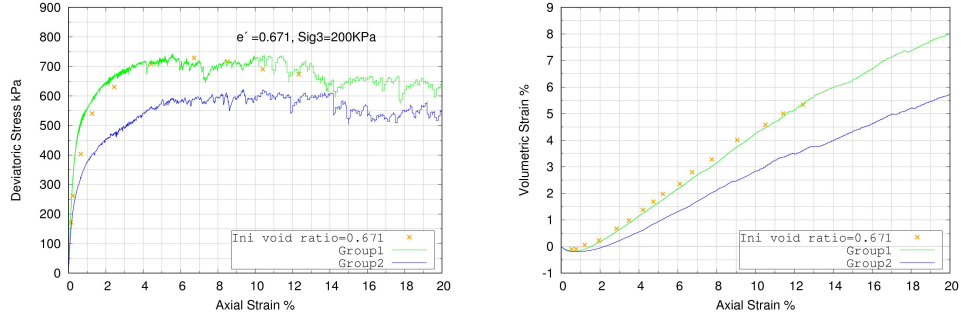 900
800
700
600
500
400
300
200
100
0
Deviatoric Stress kPa
e´ =0.671, Sig3=200KPa
Ini void ratio=0.671
Group1
Group2
0 2 4 6 8 10 12 14 16 18 20
Axial Strain %
9
8
7
6
5
4
3
2
1
0
-1
Volumetric Strain %
Ini void ratio=0.671
Group1
Group2
0 2 4 6 8 10 12 14 16 18 20
Axial Strain %